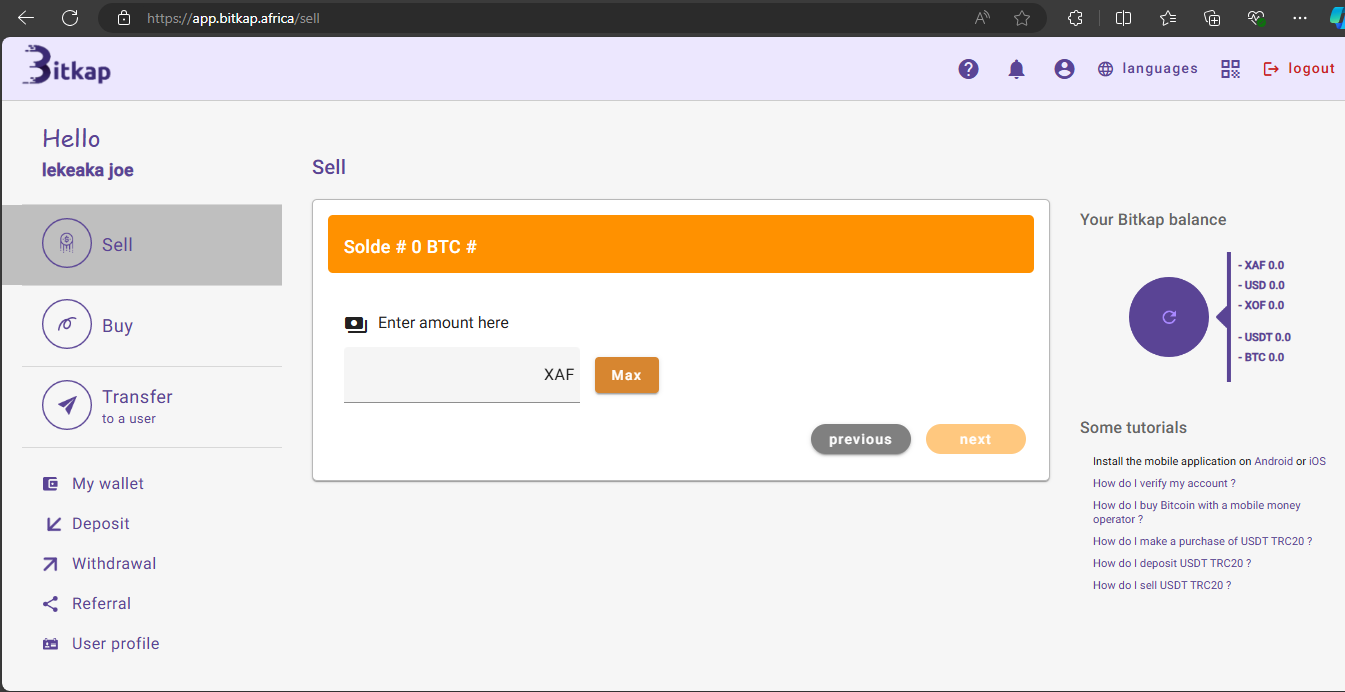 https://app.bitkap.africa/sell
Bitkap
languages
logout
Hello
lekeaka joe
Sell
Buy
Transfer
to a user
My wallet
Deposit
Withdrawal
Referral
User profile
Sell
Solde # 0 BTC #
Enter amount here
XAF
Max
previous
next
Your Bitkap balance
- XAF 0.0
- USD 0.0
- XOF 0.0
- USDT 0.0
- BTC 0.0
Some tutorials
Install the mobile application on Android or iOS
How do I verify my account ?
How do I buy Bitcoin with a mobile money
operator ?
How do I make a purchase of USDT TRC20 ?
How do I deposit USDT TRC20 ?
How do I sell USDT TRC20 ?